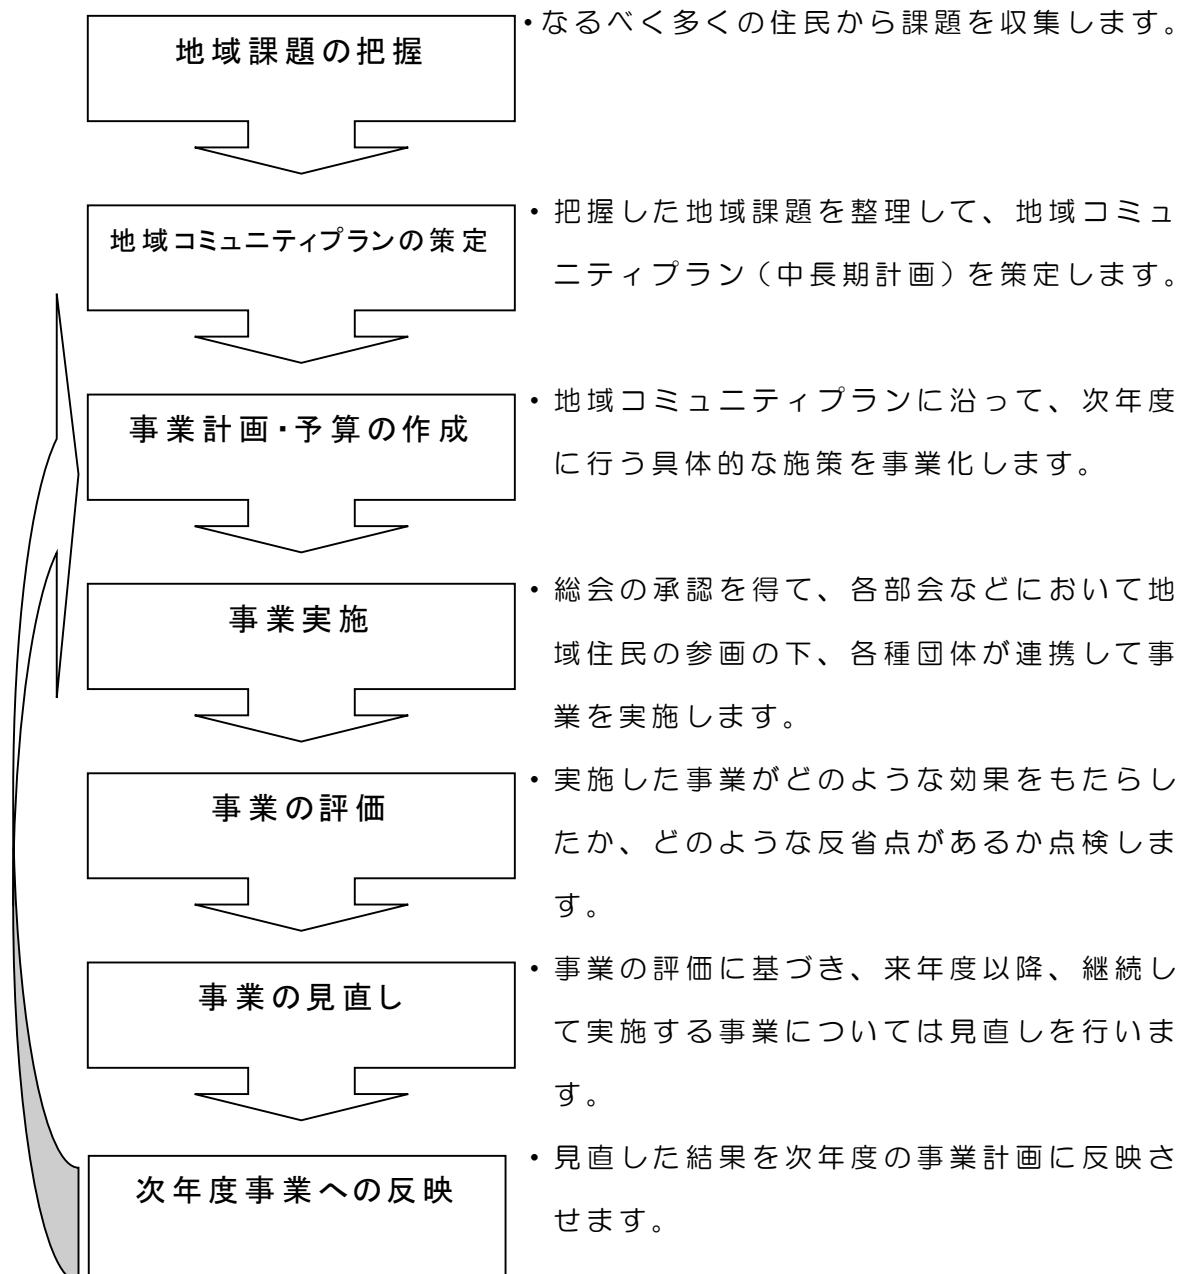 地域課題の把握
・なるべく多くの住民から課題を収集します。
地域コミュニティプランの策定
・把握した地域課題を整理して、地域コミュ
ニティプラン（中長期計画）を策定します。
事業計画・予算の作成
・地域コミュニティプランに沿って、次年度
に行う具体的な施策を事業化します。
事業実施
・総会の承認を得て、各部会などにおいて地
域住民の参画の下、各種団体が連携して事
業を実施します。
事業の評価
・実施した事業がどのような効果をもたらし
たか、どのような反省点があるか点検しま
す。
事業の見直し
・事業の評価に基づき、来年度以降、継続し
て実施する事業については見直しを行いま
す。
次年度事業への反映
・見直した結果を次年度の事業計画に反映さ
せます。